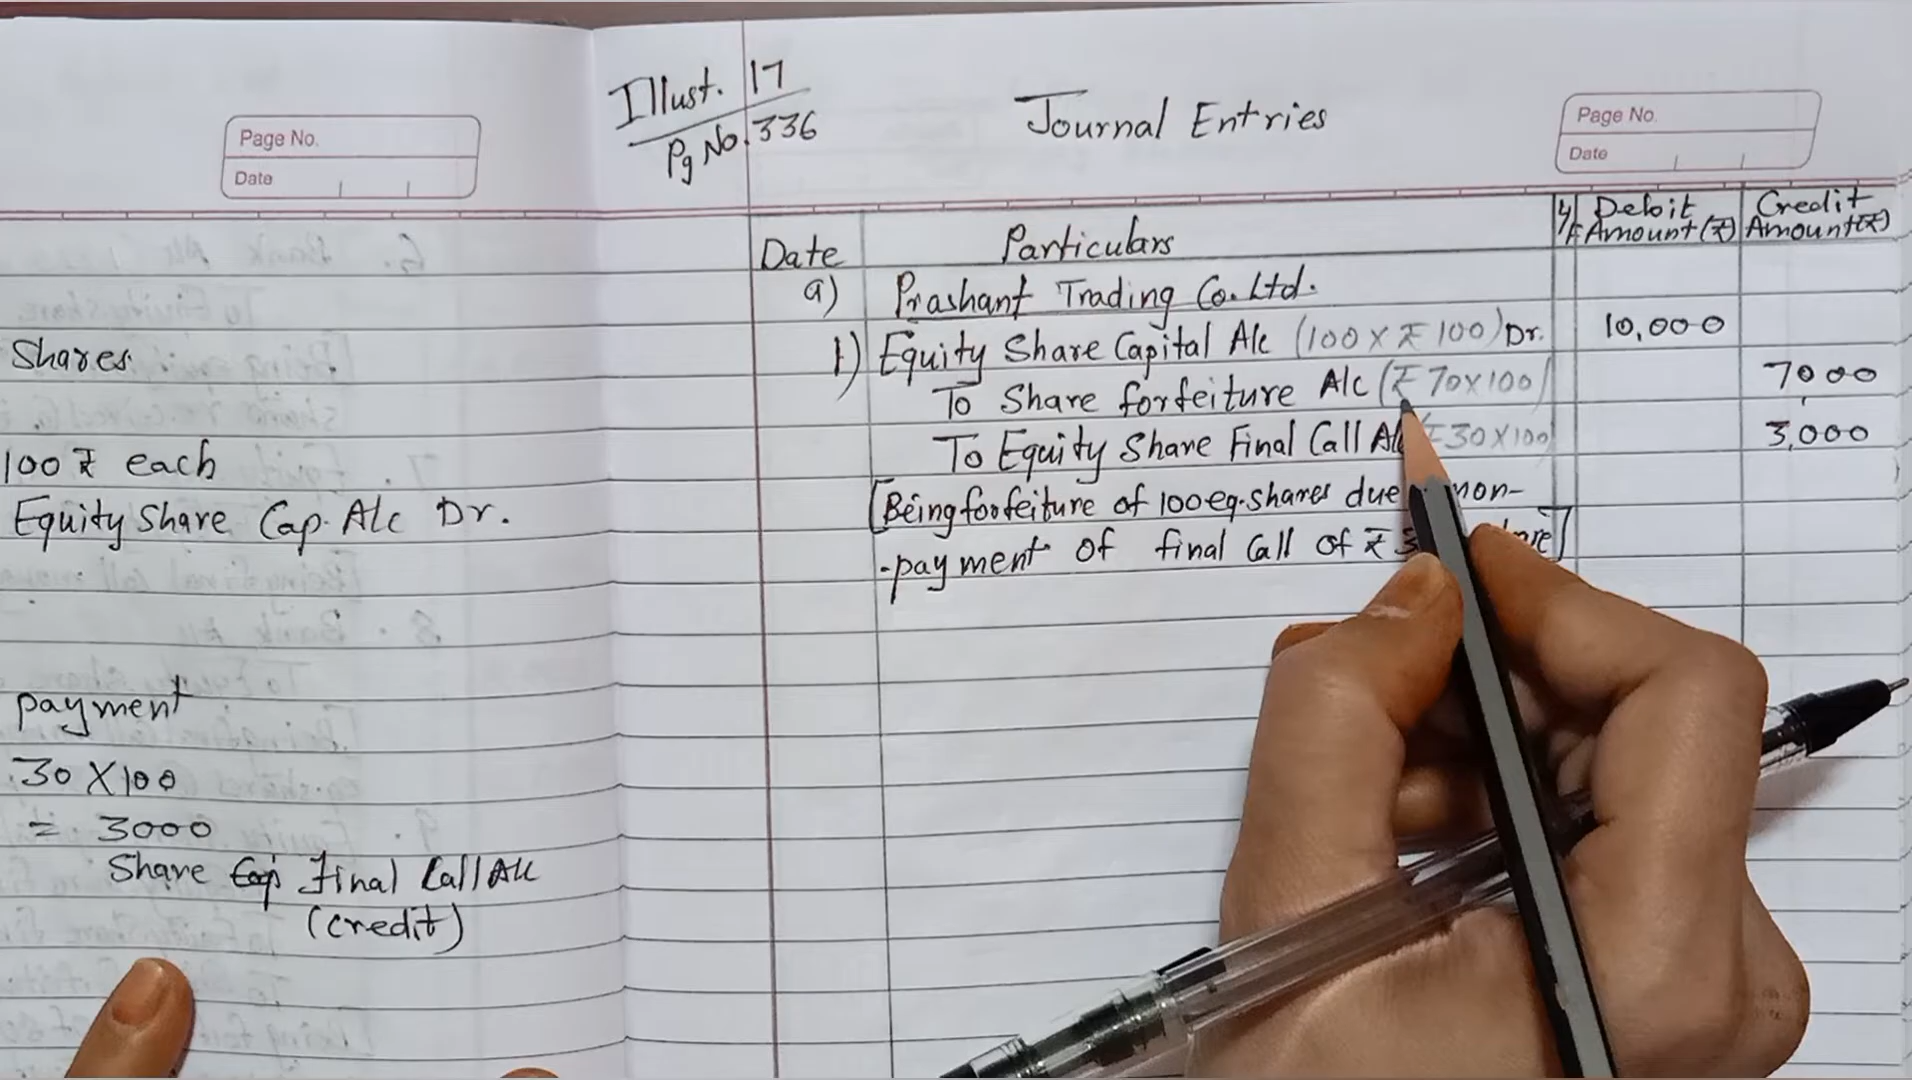 Page No.
Date
Shares
100 ₹ each
Equity Share Cap. A/c Dr.
payment
30 X 100
= 3000
Share Final Call A/c
(credit)
Illust. 17
Pg No. 336
Journal Entries
Page No.
Date
Date Particulars L/F Debit Amount (₹) Credit Amount (₹)
a) Prashant Trading Co. Ltd.
1) Equity Share Capital A/c (100 x ₹ 100) Dr. 10,000
To Share forfeiture A/c (₹ 70x100) 7000
To Equity Share Final Call A/c ₹ 30 X 100 3,000
[Being forfeiture of 100 eq. shares due non-
-payment of final Call of ₹